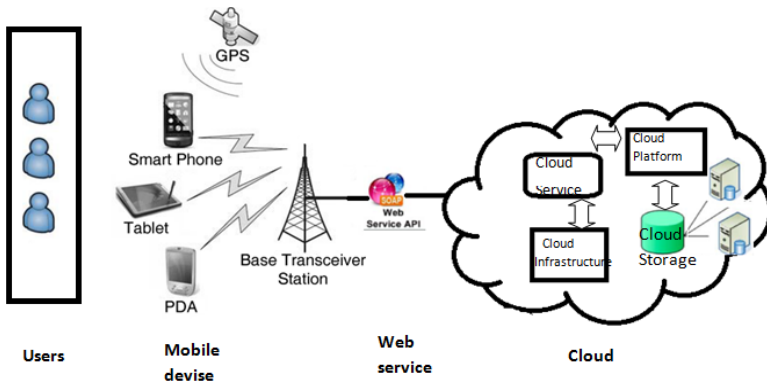 GPS
Smart Phone
Tablet
PDA
Base Transceiver
Station
SOAP
Web
Service API
Cloud
Service
Cloud
Platform
Cloud
Infrastructure
Cloud
Storage
Users
Mobile
devise
Web
service
Cloud